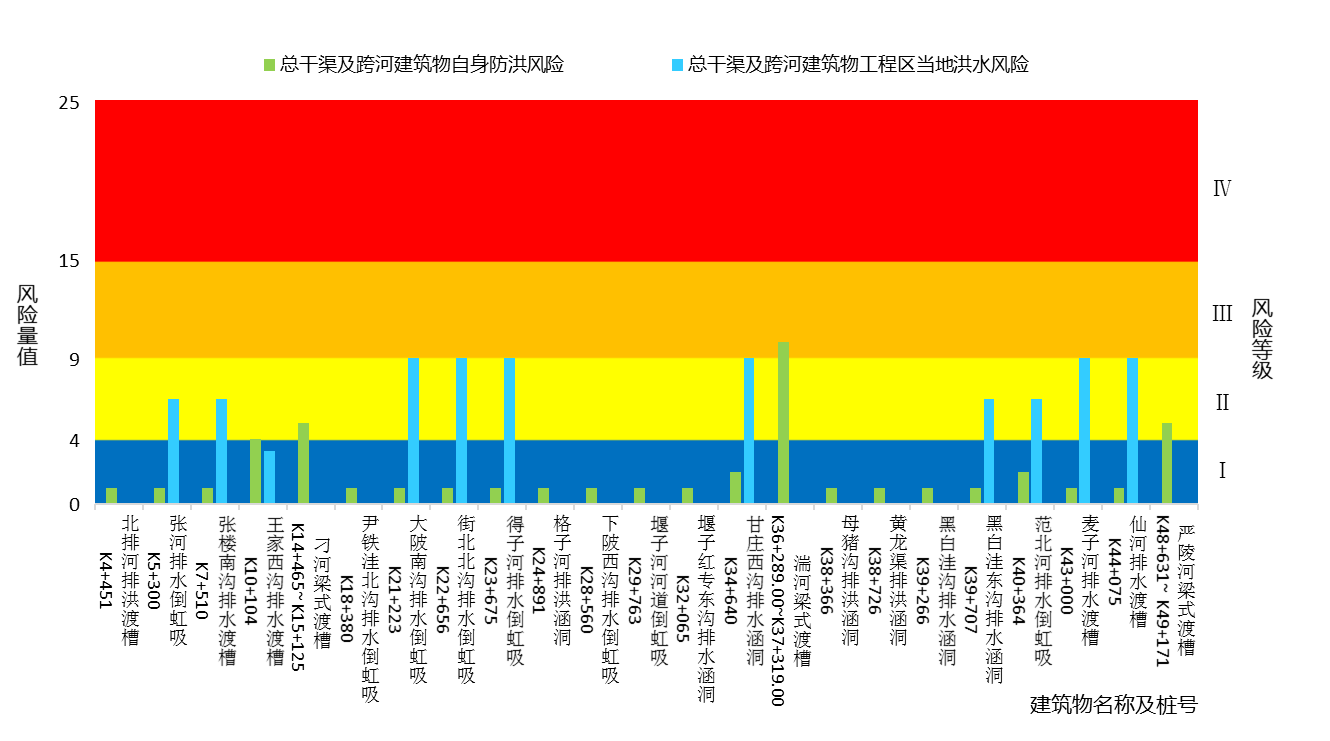 总干渠及跨河建筑物自身防洪风险
总干渠及跨河建筑物工程区当地洪水风险
25
15
9
4
0
风险量值
Ⅳ
Ⅲ
Ⅱ
Ⅰ
风险等级
北排河排洪渡槽
K4+451
张河排水倒虹吸
K5+300
张楼南沟排水渡槽
K7+510
王家西沟排水渡槽
K10+104
刁河梁式渡槽
K14+465~K15+125
尹铁洼北沟排水倒虹吸
K18+380
大陂南沟排水倒虹吸
K21+223
街北北沟排水倒虹吸
K22+656
得子河排水倒虹吸
K23+675
格子河排洪涵洞
K24+891
下陂西沟排水倒虹吸
K28+560
堰子河河道倒虹吸
K29+763
堰子红专东沟排水涵洞
K32+065
甘庄西沟排水涵洞
K34+640
湍河梁式渡槽
K36+289.00~K37+319.00
母猪沟排洪涵洞
K38+366
黄龙渠排洪涵洞
K38+726
黑白洼沟排水涵洞
K39+266
黑白洼东沟排水涵洞
K39+707
范北河排水倒虹吸
K40+364
麦子河排水渡槽
K43+000
仙河排水渡槽
K44+075
严陵河梁式渡槽
K48+631~ K49+171
建筑物名称及桩号